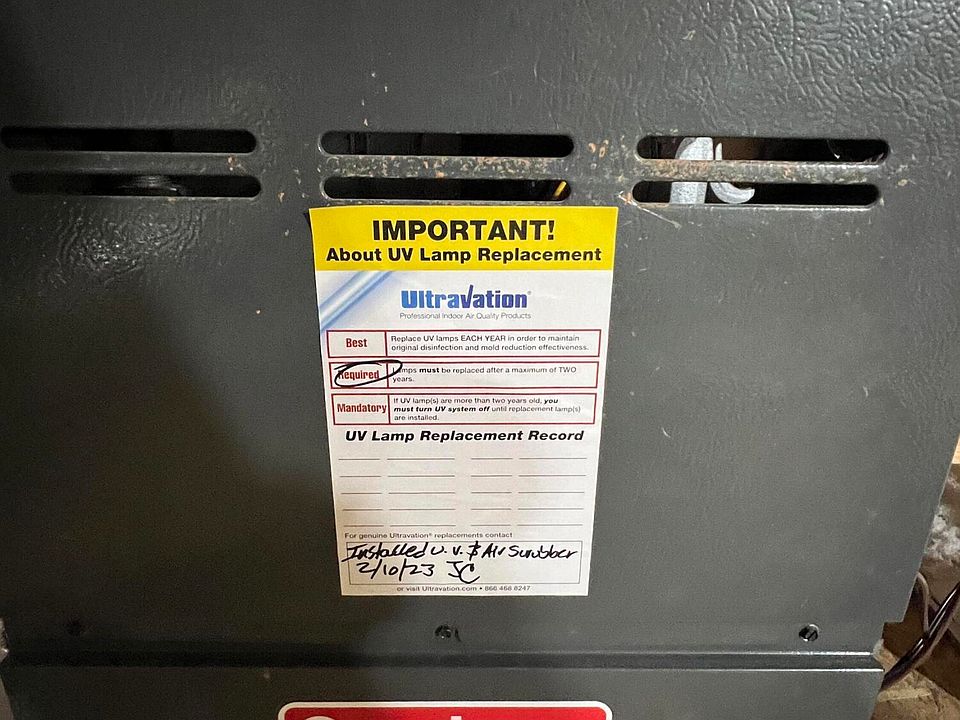 IMPORTANT!
About UV Lamp Replacement
Ultravation®
Professional Indoor Air Quality Products
Best
Replace UV lamps EACH YEAR in order to maintain
original disinfection and mold reduction effectiveness.
Required
Lamps must be replaced after a maximum of TWO
years.
Mandatory
If UV lamp(s) are more than two years old, you
must turn UV system off until replacement lamp(s)
are installed.
UV Lamp Replacement Record
For genuine Ultravation® replacements contact
Installed U.V. & Air Scrubber
2/10/23 JC
or visit Ultravation.com • 866 468 8247